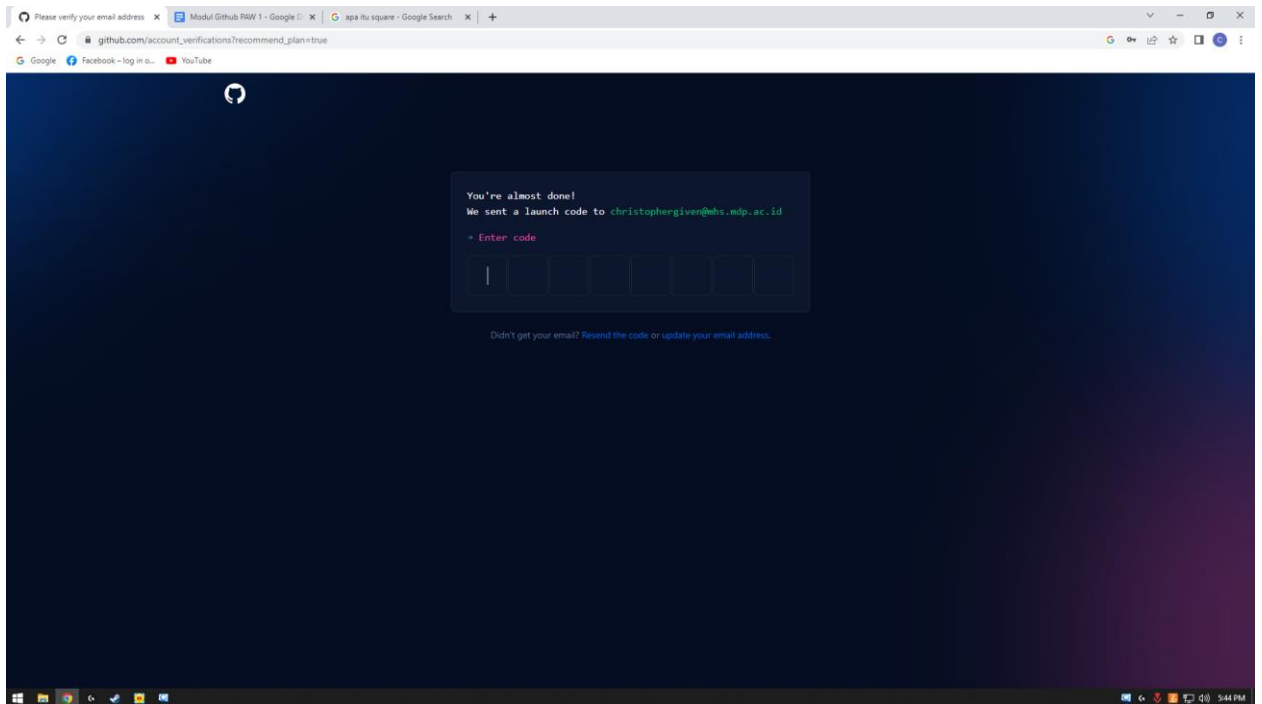 Please verify your email address
Modul Github PAW 1 - Google D
apa itu square - Google Search
github.com/account_verifications?recommend_plan=true
Google
Facebook – log in o...
YouTube
You're almost done!
We sent a launch code to christophergiven@mhs.mdp.ac.id
→ Enter code
Didn't get your email? Resend the code or update your email address.
5:44 PM